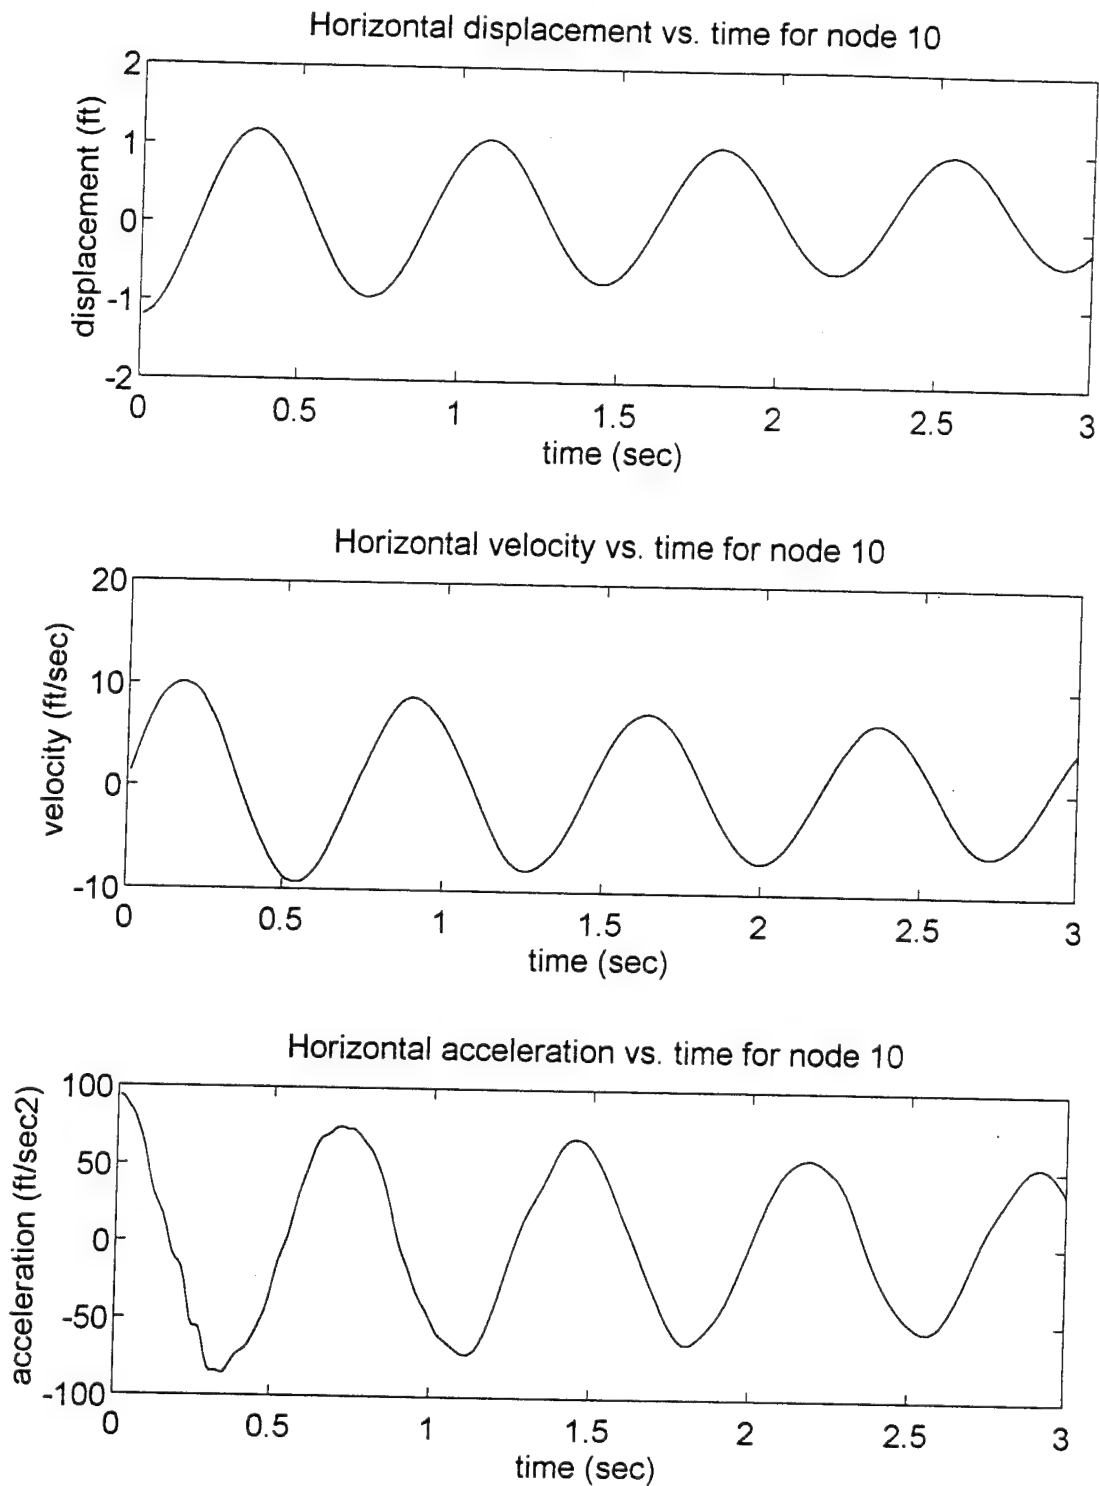 Horizontal displacement vs. time for node 10
2
1
0
-1
-2
displacement (ft)
0 0.5 1 1.5 2 2.5 3
time (sec)
Horizontal velocity vs. time for node 10
20
10
0
-10
velocity (ft/sec)
0 0.5 1 1.5 2 2.5 3
time (sec)
Horizontal acceleration vs. time for node 10
100
50
0
-50
-100
acceleration (ft/sec2)
0 0.5 1 1.5 2 2.5 3
time (sec)